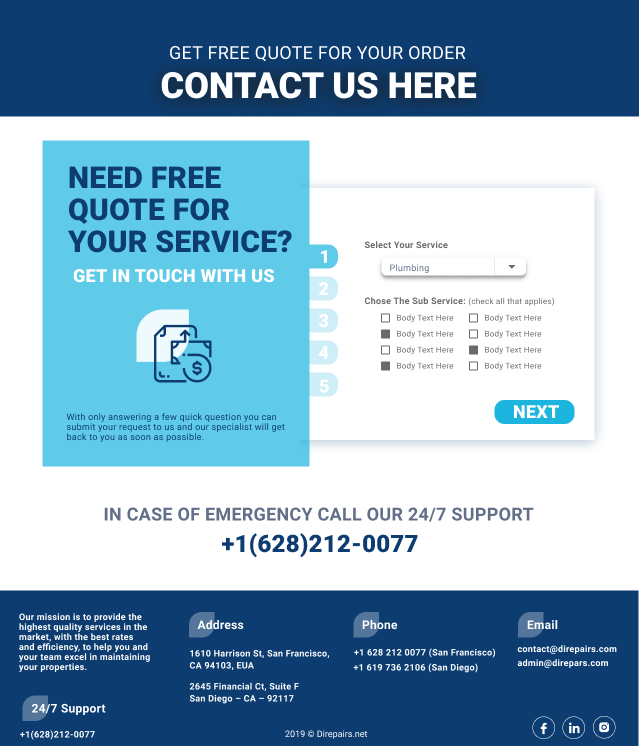 GET FREE QUOTE FOR YOUR ORDER
CONTACT US HERE
NEED FREE
QUOTE FOR
YOUR SERVICE?
GET IN TOUCH WITH US
$
With only answering a few quick question you can
submit your request to us and our specialist will get
back to you as soon as possible.
1
2
3
4
5
Select Your Service
Plumbing
Chose The Sub Service: (check all that applies)
Body Text Here Body Text Here
Body Text Here Body Text Here
Body Text Here Body Text Here
Body Text Here Body Text Here
NEXT
IN CASE OF EMERGENCY CALL OUR 24/7 SUPPORT
+1(628)212-0077
Our mission is to provide the
highest quality services in the
market, with the best rates
and efficiency, to help you and
your team excel in maintaining
your properties.
24/7 Support
+1(628)212-0077
Address
1610 Harrison St, San Francisco,
CA 94103, EUA
2645 Financial Ct, Suite F
San Diego – CA – 92117
Phone
+1 628 212 0077 (San Francisco)
+1 619 736 2106 (San Diego)
Email
contact@direpairs.com
admin@direpars.com
2019 © Direpairs.net
f
in